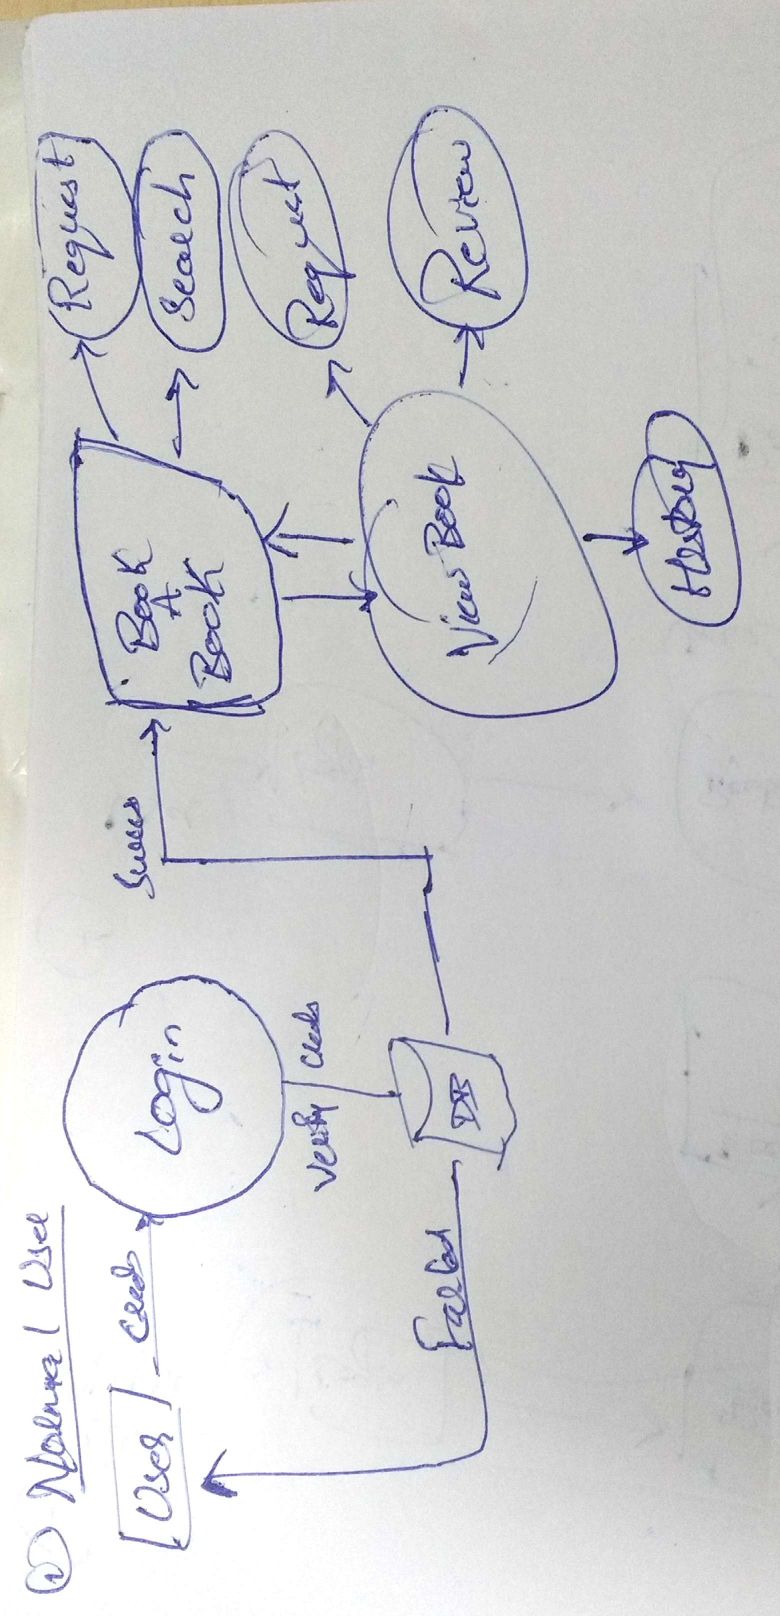 1 Normal User
User
Creds
Login
Verify Creds
DB
Failed
Success
Book
A
Book
Request
Search
View Book
Request
Review
History